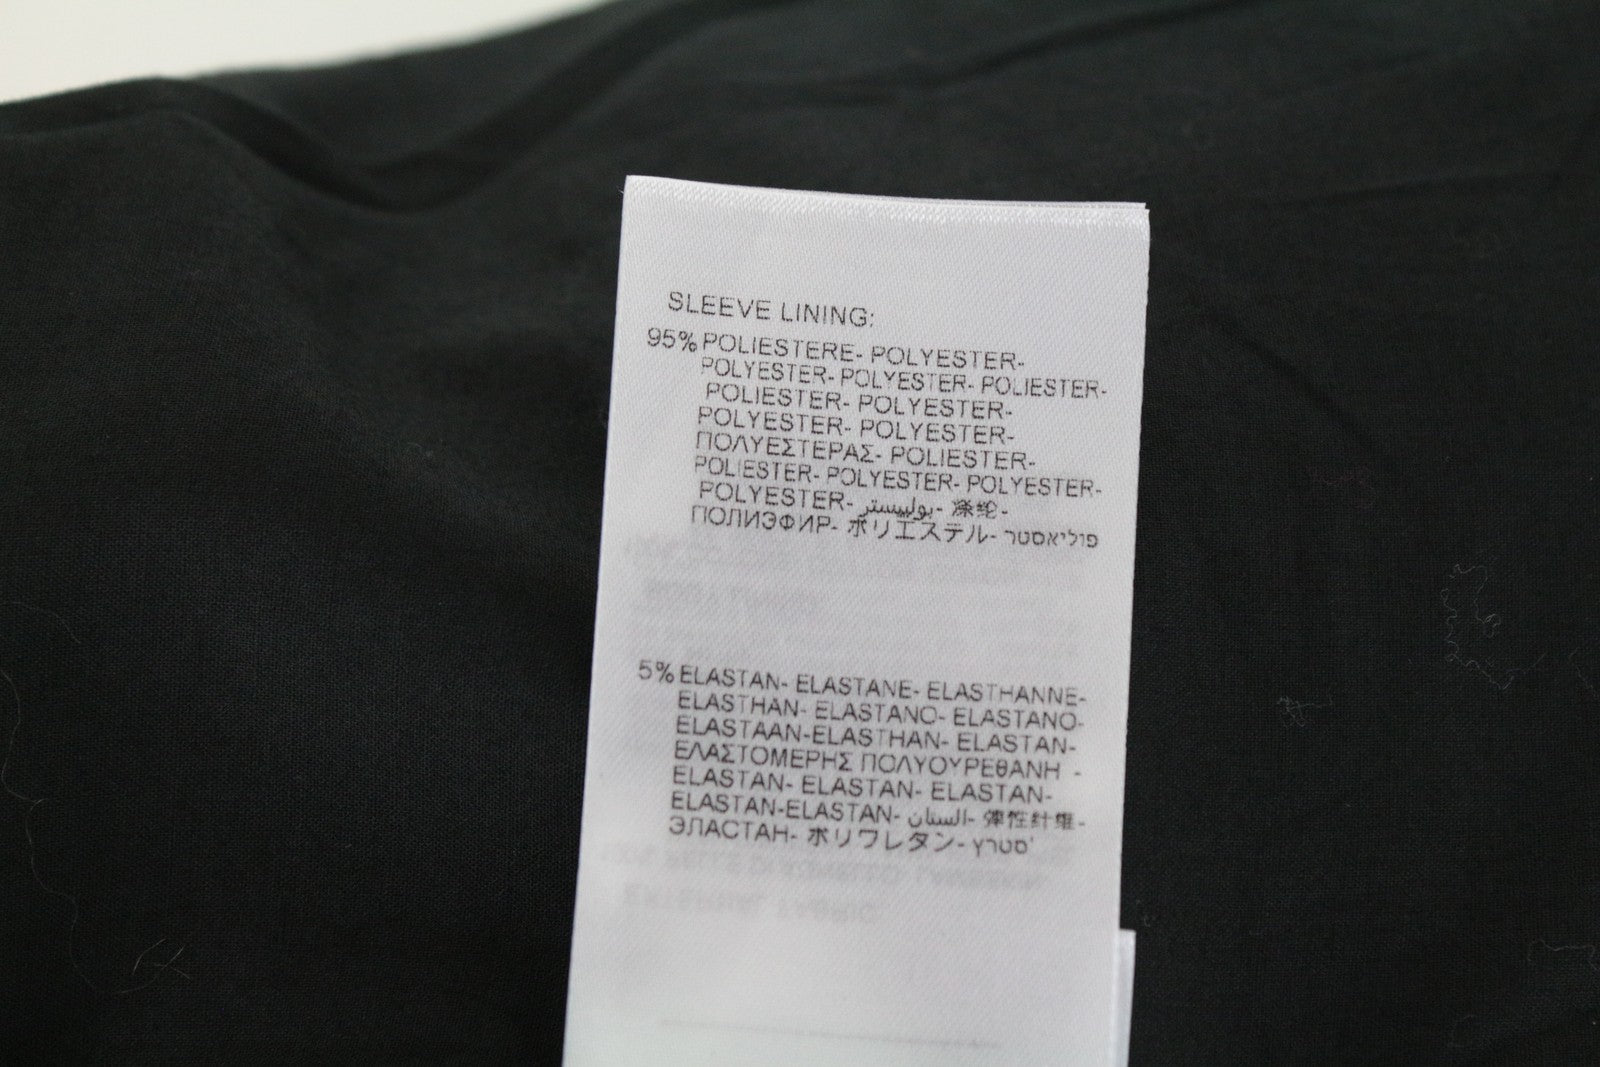 SLEEVE LINING:
95% POLIESTERE- POLYESTER-
POLYESTER- POLYESTER- POLIESTER-
POLIESTER- POLYESTER-
POLYESTER- POLYESTER-
ΠΟΛΥΕΣΤΕΡΑΣ- POLIESTER-
POLIESTER- POLYESTER- POLYESTER-
POLYESTER- بوليستر- 涤纶-
ПОЛИЭФИР- ポリエステル- פוליאסטר
5% ELASTAN- ELASTANE- ELASTHANNE-
ELASTHAN- ELASTANO- ELASTANO-
ELASTAAN-ELASTHAN- ELASTAN-
ΕΛΑΣΤΟΜΕΡΗΣ ΠΟΛΥΟΥΡΕΘΑΝΗ -
ELASTAN- ELASTAN- ELASTAN-
ELASTAN-ELASTAN- 弹性纤维-
ЭЛАСТАН- ポリウレタン-